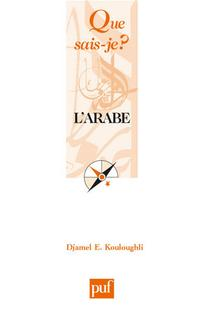 Que
sais-je?
L'ARABE
Djamel E. Kouloughli
puf